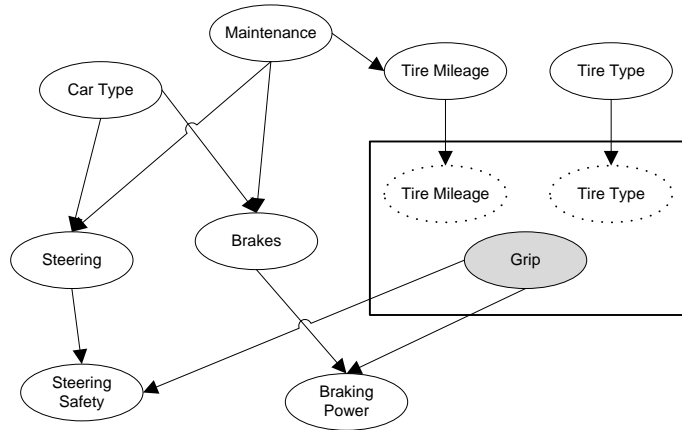 Maintenance
Car Type
Tire Mileage
Tire Type
Tire Mileage
Tire Type
Steering
Brakes
Grip
Steering
Safety
Braking
Power